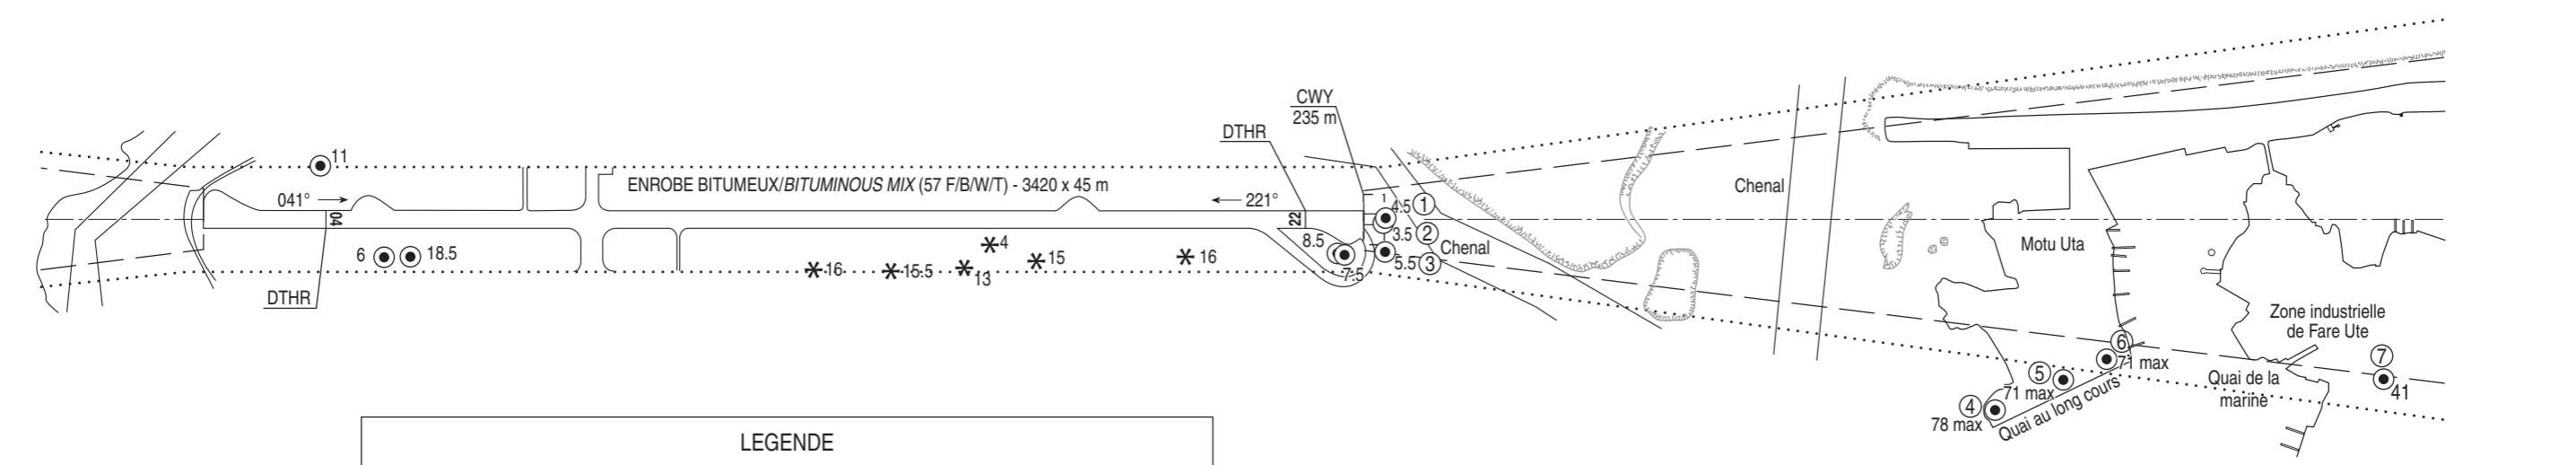 CWY
235 m
DTHR
11
ENROBE BITUMEUX/BITUMINOUS MIX (57 F/B/W/T) - 3420 x 45 m
041°
221°
04
22
4.5 ①
3.5 ②
5.5 ③
8.5
7.5
Chenal
Chenal
6
18.5
4
16
15.5
13
15
16
DTHR
Motu Uta
Zone industrielle
de Fare Ute
⑥
71 max
⑤
71 max
④
78 max
Quai au long cours
Quai de la
marine
⑦
41
LEGENDE